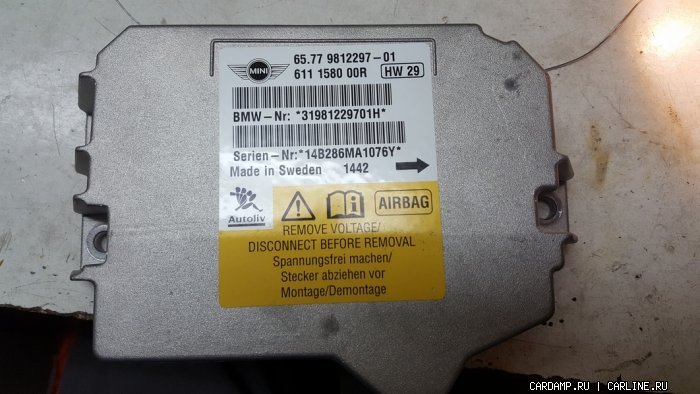 MINI
65.77 9812297-01
611 1580 00R HW 29
BMW-Nr: *31981229701H*
Serien-Nr:*14B286MA1076Y*
Made in Sweden 1442
Autoliv
AIRBAG
REMOVE VOLTAGE/
DISCONNECT BEFORE REMOVAL
Spannungsfrei machen/
Stecker abziehen vor
Montage/Demontage
CARDAMP.RU | CARLINE.RU